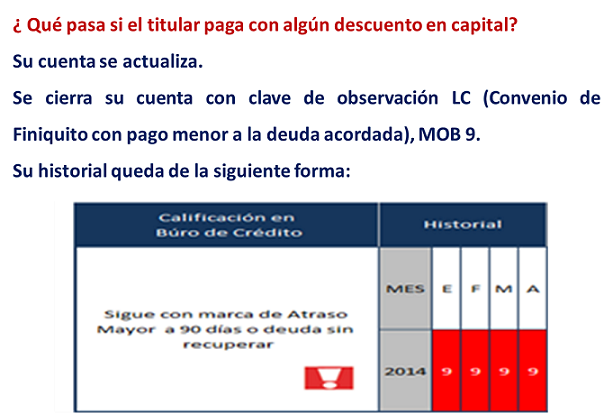 ¿ Qué pasa si el titular paga con algún descuento en capital?
Su cuenta se actualiza.
Se cierra su cuenta con clave de observación LC (Convenio de
Finiquito con pago menor a la deuda acordada), MOB 9.
Su historial queda de la siguiente forma:
Calificación en
Búro de Crédito
Historial
Sigue con marca de Atraso
Mayor a 90 días o deuda sin
recuperar
MES E F M A
2014 9 9 9 9